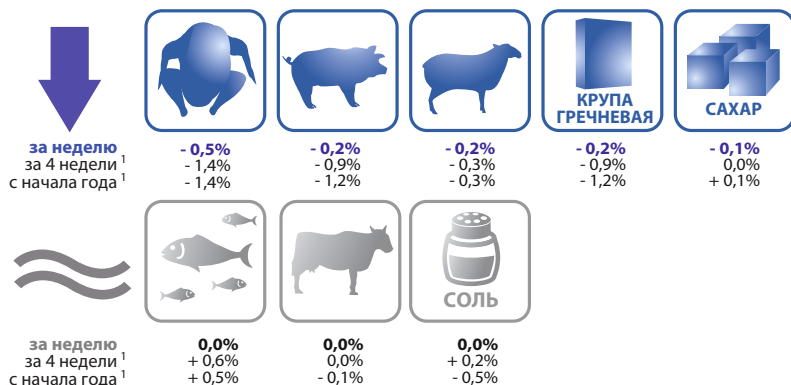 КРУПА
ГРЕЧНЕВАЯ
САХАР
за неделю - 0,5% - 0,2% - 0,2% - 0,2% - 0,1%
за 4 недели 1 - 1,4% - 0,9% - 0,3% - 0,9% 0,0%
с начала года 1 - 1,4% - 1,2% - 0,3% - 1,2% + 0,1%
СОЛЬ
за неделю 0,0% 0,0% 0,0%
за 4 недели 1 + 0,6% 0,0% + 0,2%
с начала года 1 + 0,5% - 0,1% - 0,5%